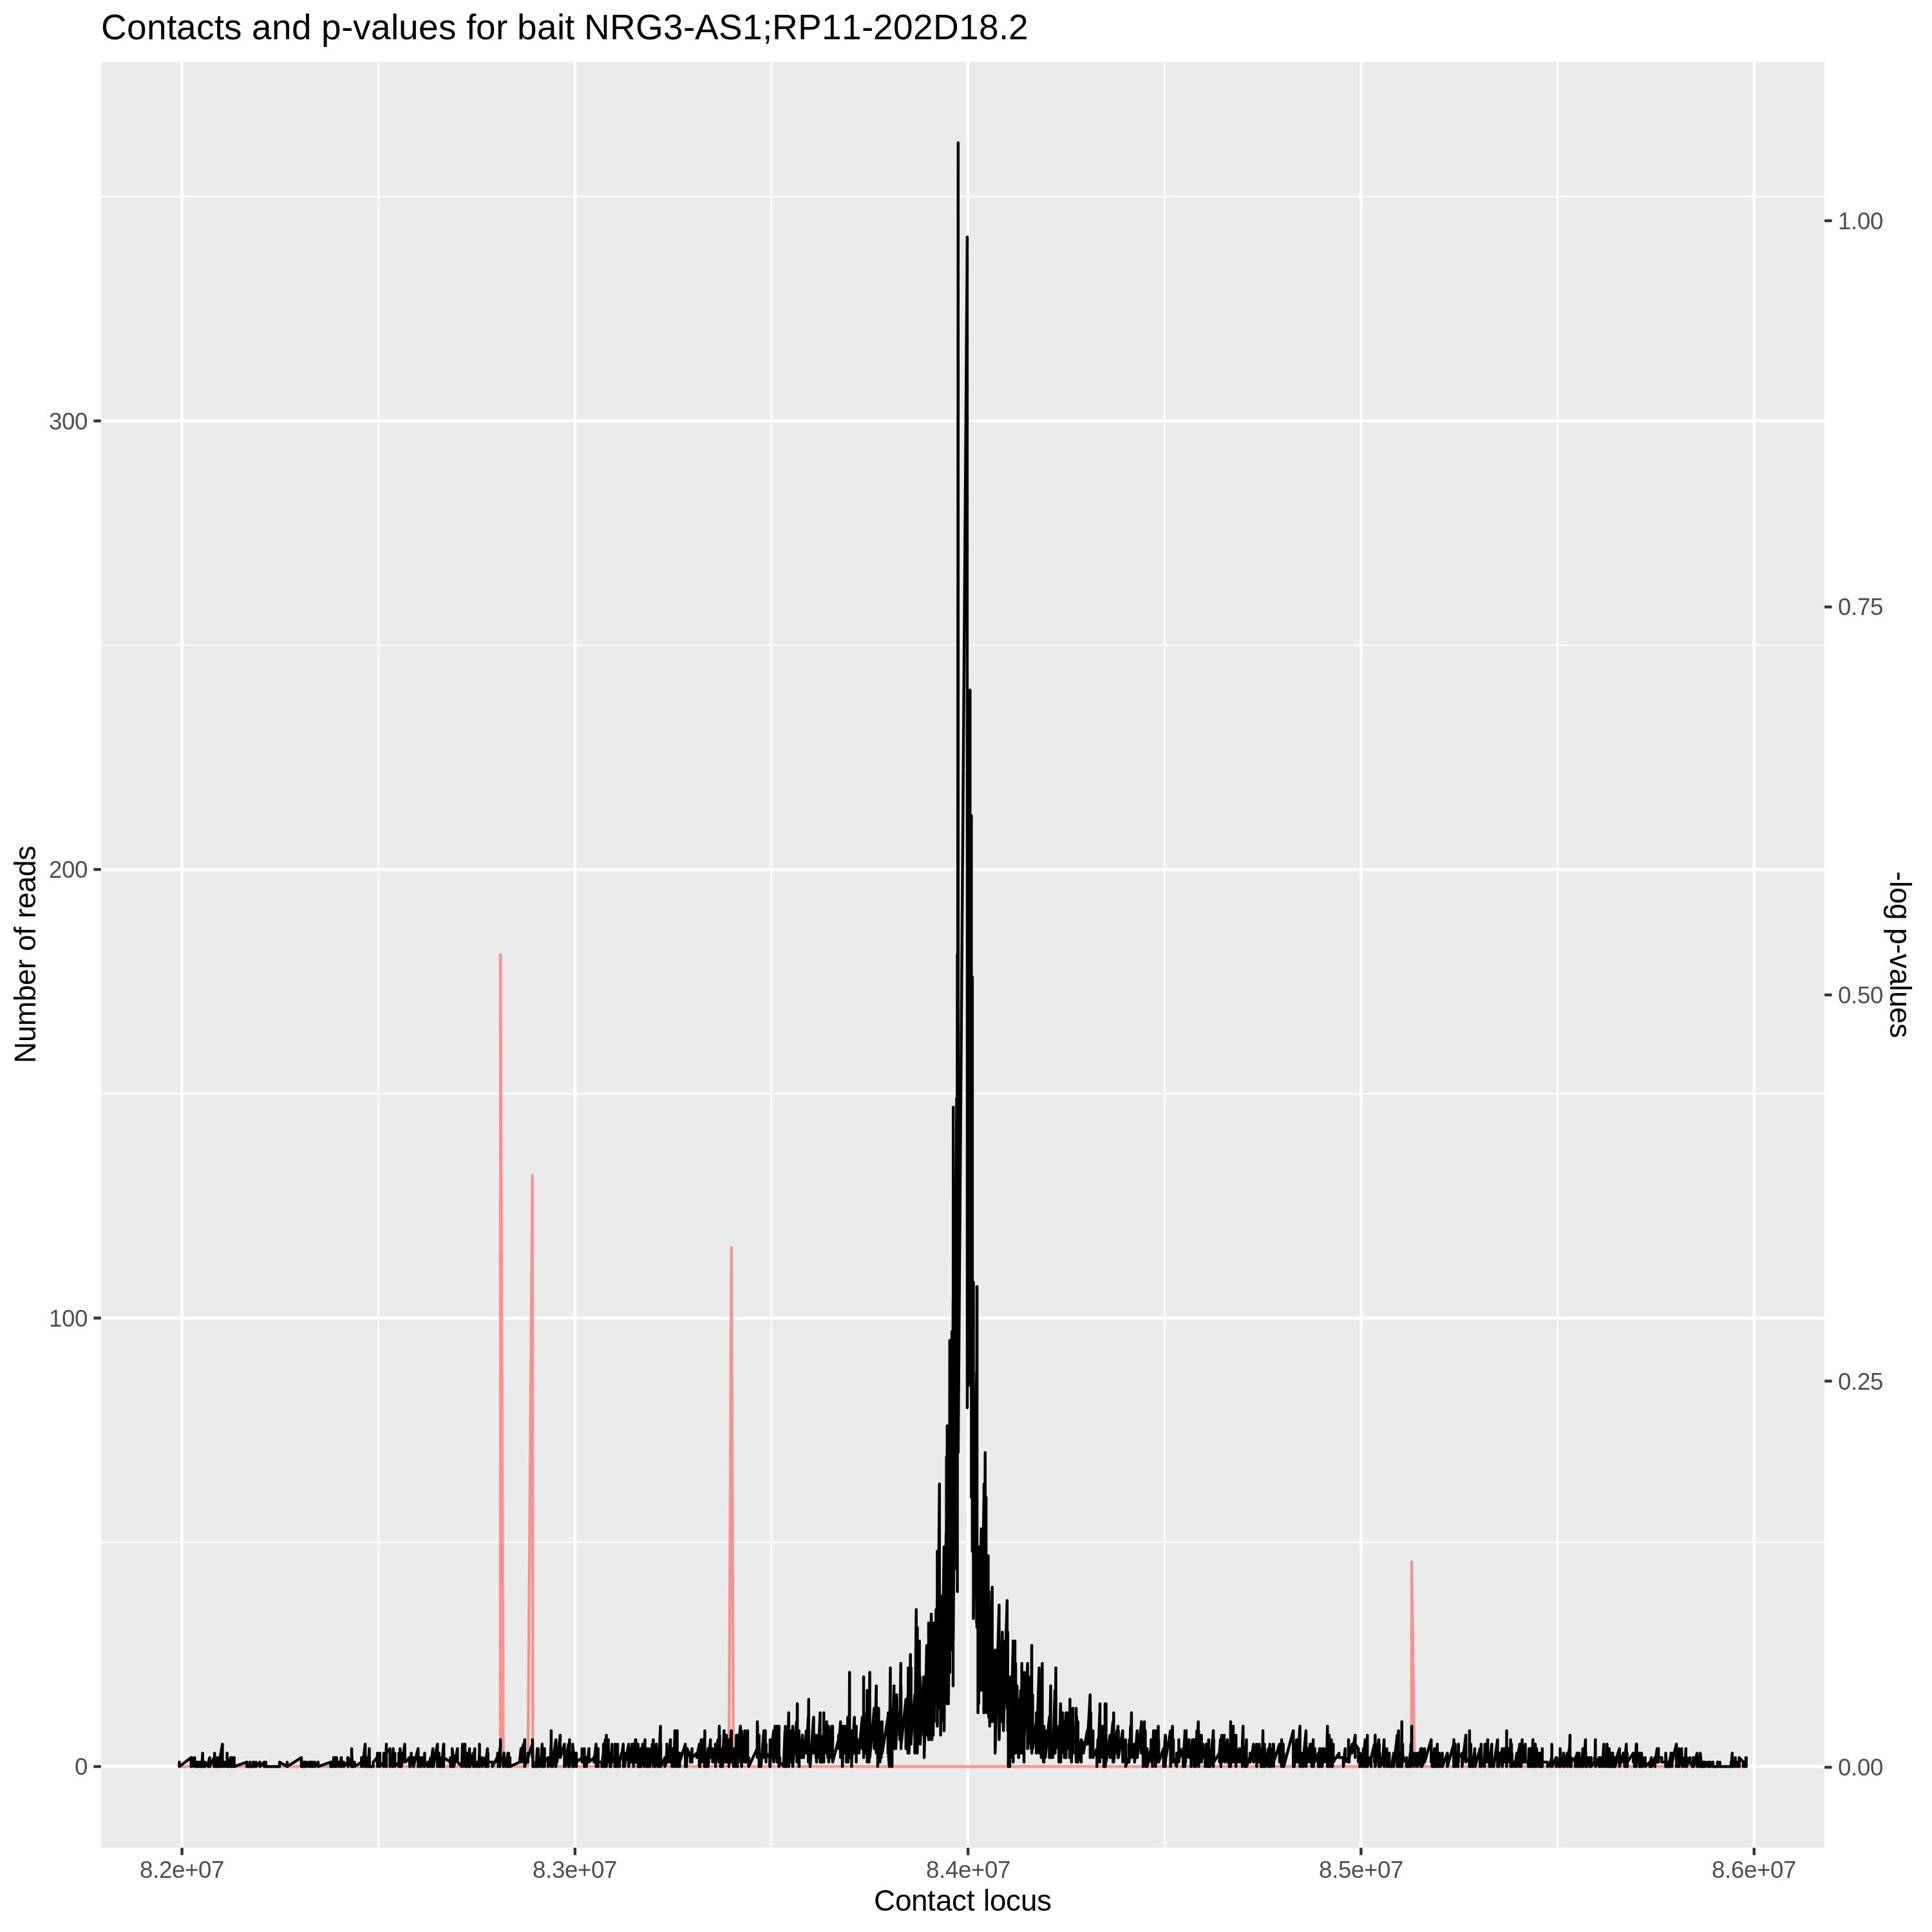 Contacts and p-values for bait NRG3-AS1;RP11-202D18.2
300
200
100
0
Number of reads
1.00
0.75
0.50
0.25
0.00
-log p-values
8.2e+07 8.3e+07 8.4e+07 8.5e+07 8.6e+07
Contact locus